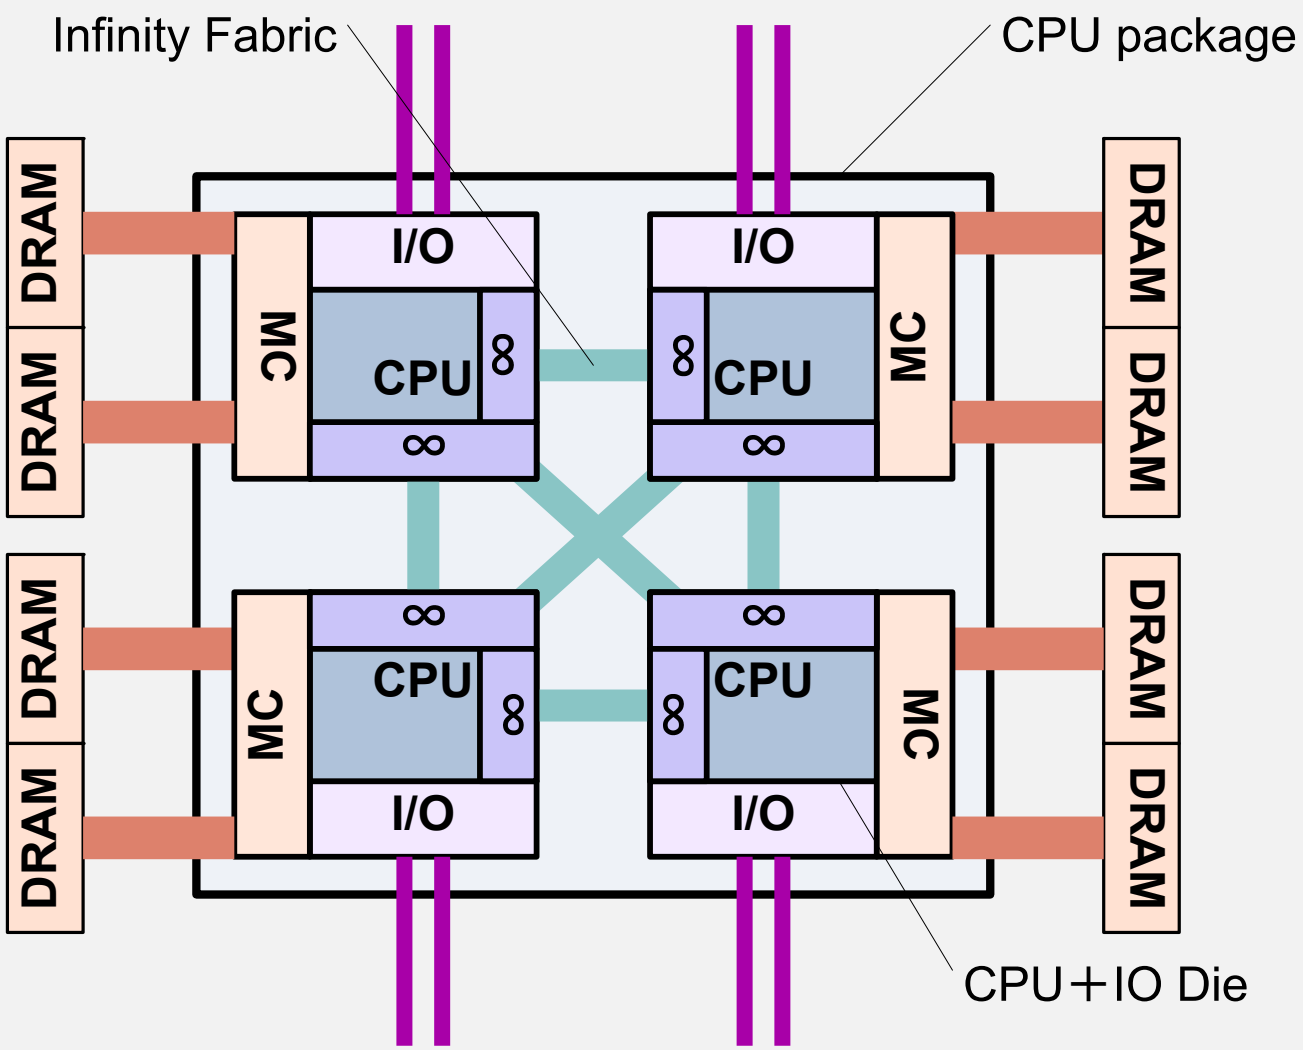 Infinity Fabric
CPU package
DRAM
DRAM
MC
I/O
CPU
∞
∞
I/O
MC
∞
CPU
∞
DRAM
DRAM
DRAM
DRAM
MC
∞
CPU
∞
I/O
∞
∞
CPU
I/O
MC
DRAM
DRAM
CPU+IO Die